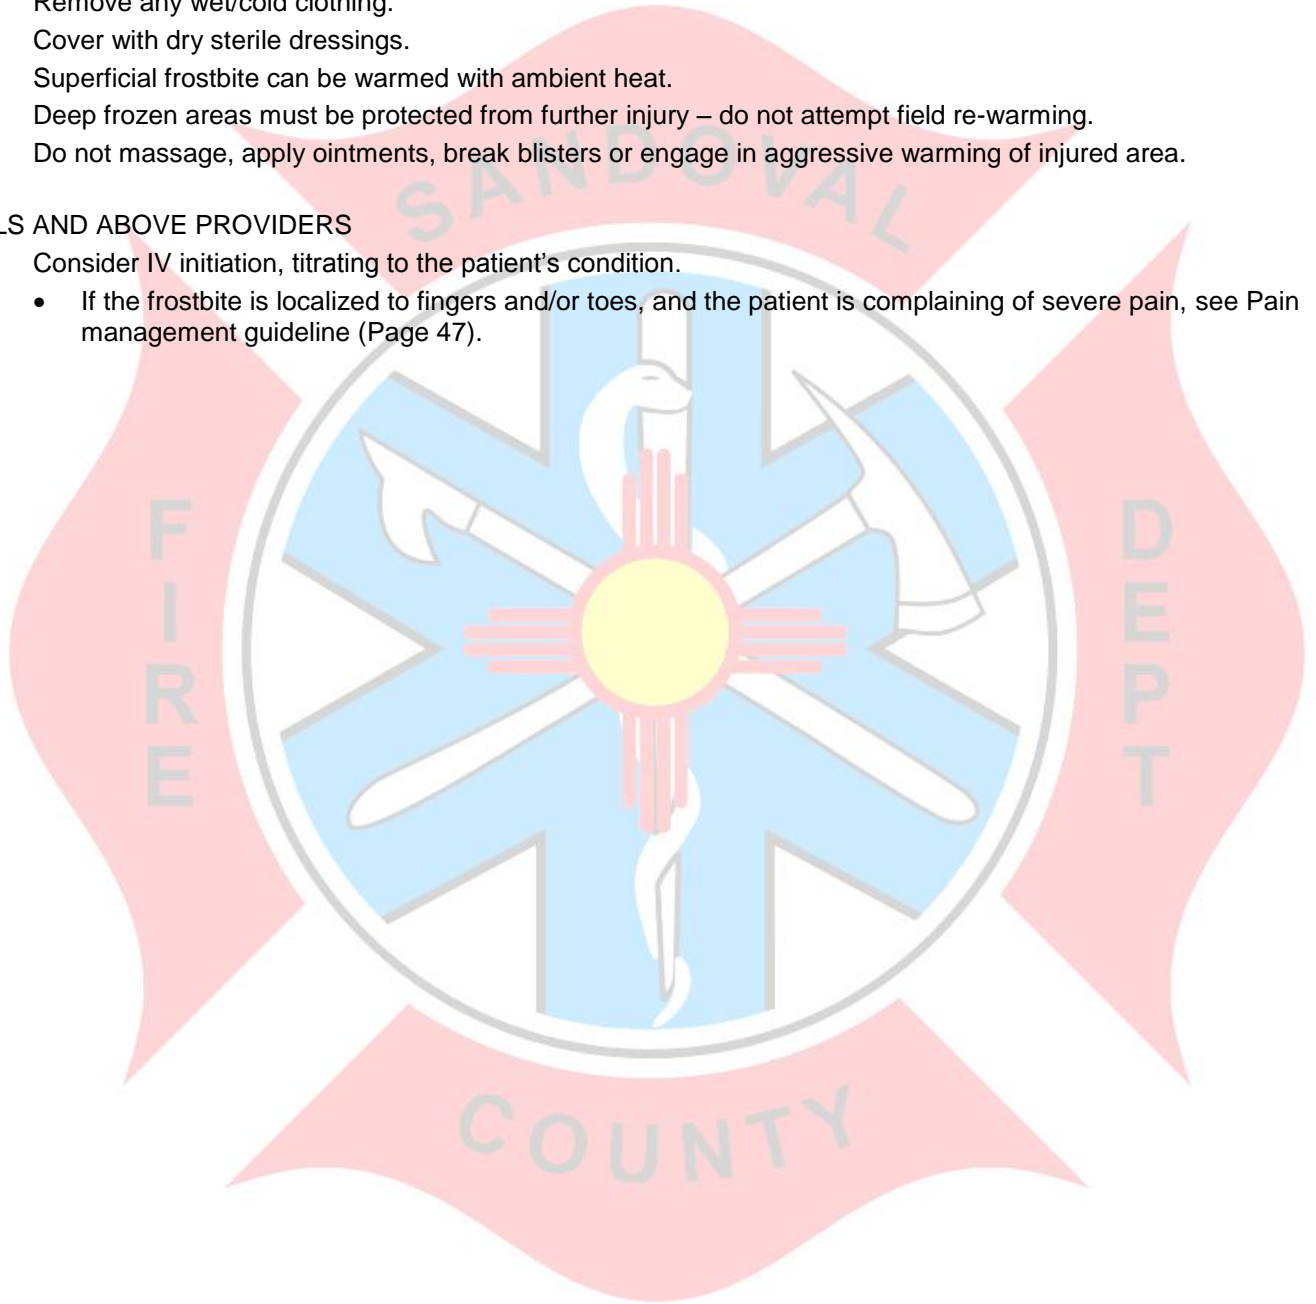 Remove any wet/cold clothing.
Cover with dry sterile dressings.
Superficial frostbite can be warmed with ambient heat.
Deep frozen areas must be protected from further injury – do not attempt field re-warming.
Do not massage, apply ointments, break blisters or engage in aggressive warming of injured area.
LS AND ABOVE PROVIDERS
Consider IV initiation, titrating to the patient’s condition.
• If the frostbite is localized to fingers and/or toes, and the patient is complaining of severe pain, see Pain
management guideline (Page 47).
SANDOVAL
FIRE
DEPT
COUNTY